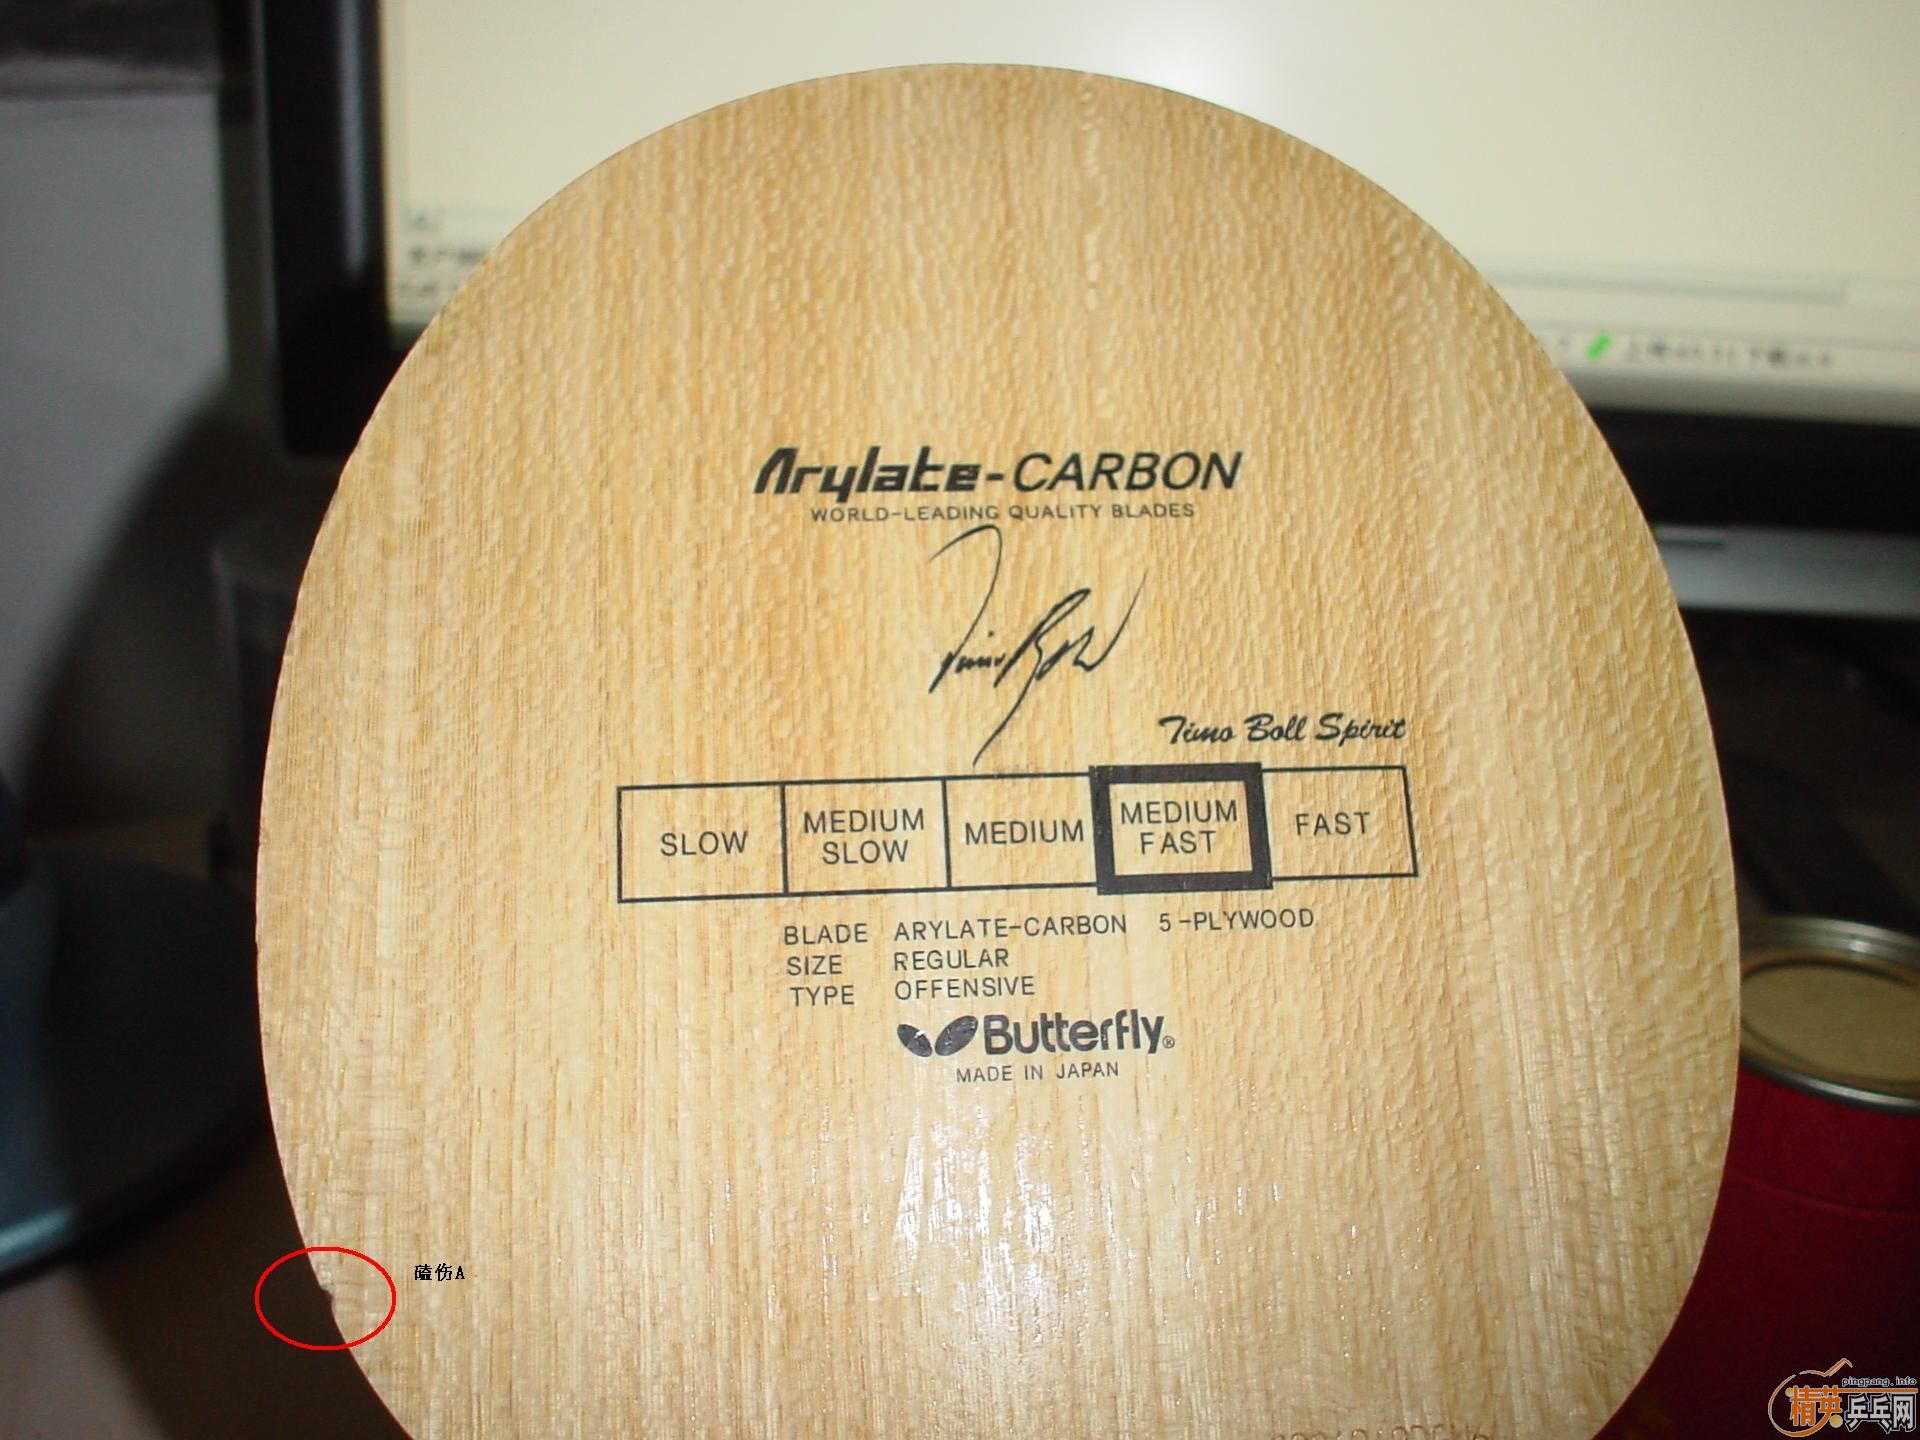 Arylate-CARBON
WORLD-LEADING QUALITY BLADES
Timo Boll
Timo Boll Spirit
SLOW
MEDIUM SLOW
MEDIUM
MEDIUM FAST
FAST
BLADE ARYLATE-CARBON 5-PLYWOOD
SIZE REGULAR
TYPE OFFENSIVE
Butterfly®
MADE IN JAPAN
磕伤A
pingpang.info
精英乒乓网